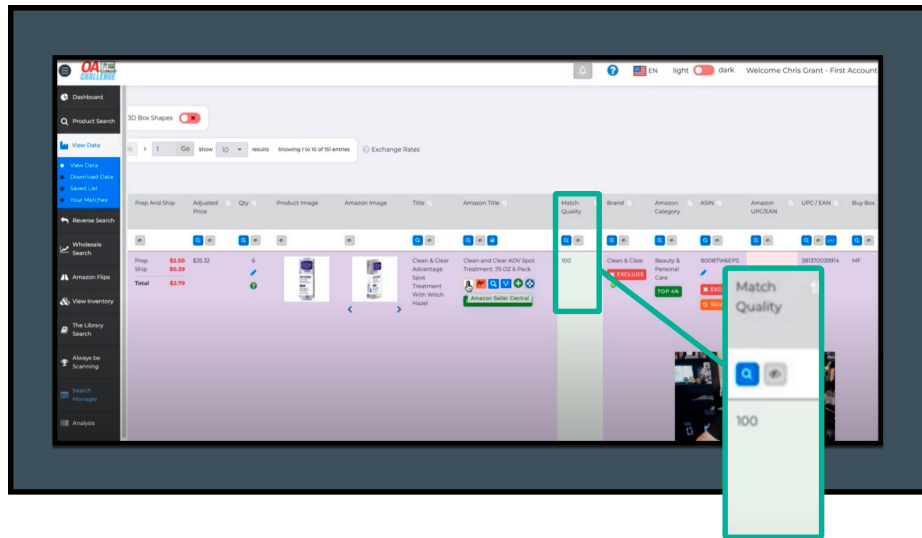 OA
CHALLENGE
EN light dark Welcome Chris Grant - First Account
Dashboard
Product Search
View Data
View Data
Download Data
Saved List
Your Matches
Reverse Search
Wholesale
Search
Amazon Flips
View Inventory
The Library
Search
Always be
Scanning
Search
Manager
Analysis
3D Box Shapes
1 Go Show 10 results Showing 1 to 10 of 151 entries Exchange Rates
Prep And Ship
Adjusted
Price
Qty
Product Image
Amazon Image
Title
Amazon Title
Match
Quality
Brand
Amazon
Category
ASIN
Amazon
UPC/EAN
UPC / EAN
Buy Box
Prep $2.50
Ship $0.29
Total $2.79
$35.32
6
Clean & Clear
Advantage
Spot
Treatment
With Witch
Hazel
Clean and Clear ADV Spot
Treatment .75 OZ 6 Pack
Amazon Seller Central
100
Clean & Clear
EXCLUDE
Beauty &
Personal
Care
TOP 4%
B0087W6EPS
381370039914
MF
Match
Quality
100